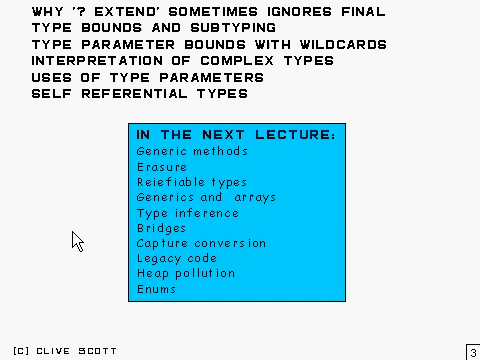 WHY '? EXTEND' SOMETIMES IGNORES FINAL
TYPE BOUNDS AND SUBTYPING
TYPE PARAMETER BOUNDS WITH WILDCARDS
INTERPRETATION OF COMPLEX TYPES
USES OF TYPE PARAMETERS
SELF REFERENTIAL TYPES
IN THE NEXT LECTURE:
Generic methods
Erasure
Reiefiable types
Generics and arrays
Type inference
Bridges
Capture conversion
Legacy code
Heap pollution
Enums
[C] CLIVE SCOTT
3